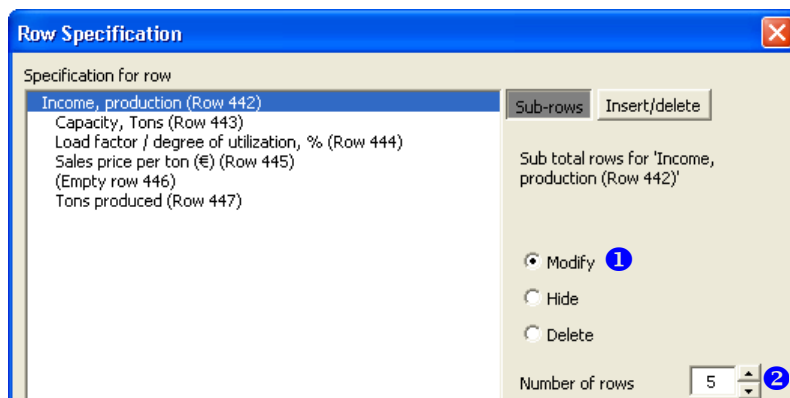 Row Specification
Specification for row
Income, production (Row 442)
Capacity, Tons (Row 443)
Load factor / degree of utilization, % (Row 444)
Sales price per ton (€) (Row 445)
(Empty row 446)
Tons produced (Row 447)
Sub-rows Insert/delete
Sub total rows for 'Income,
production (Row 442)'
Modify ❶
Hide
Delete
Number of rows 5 ❷